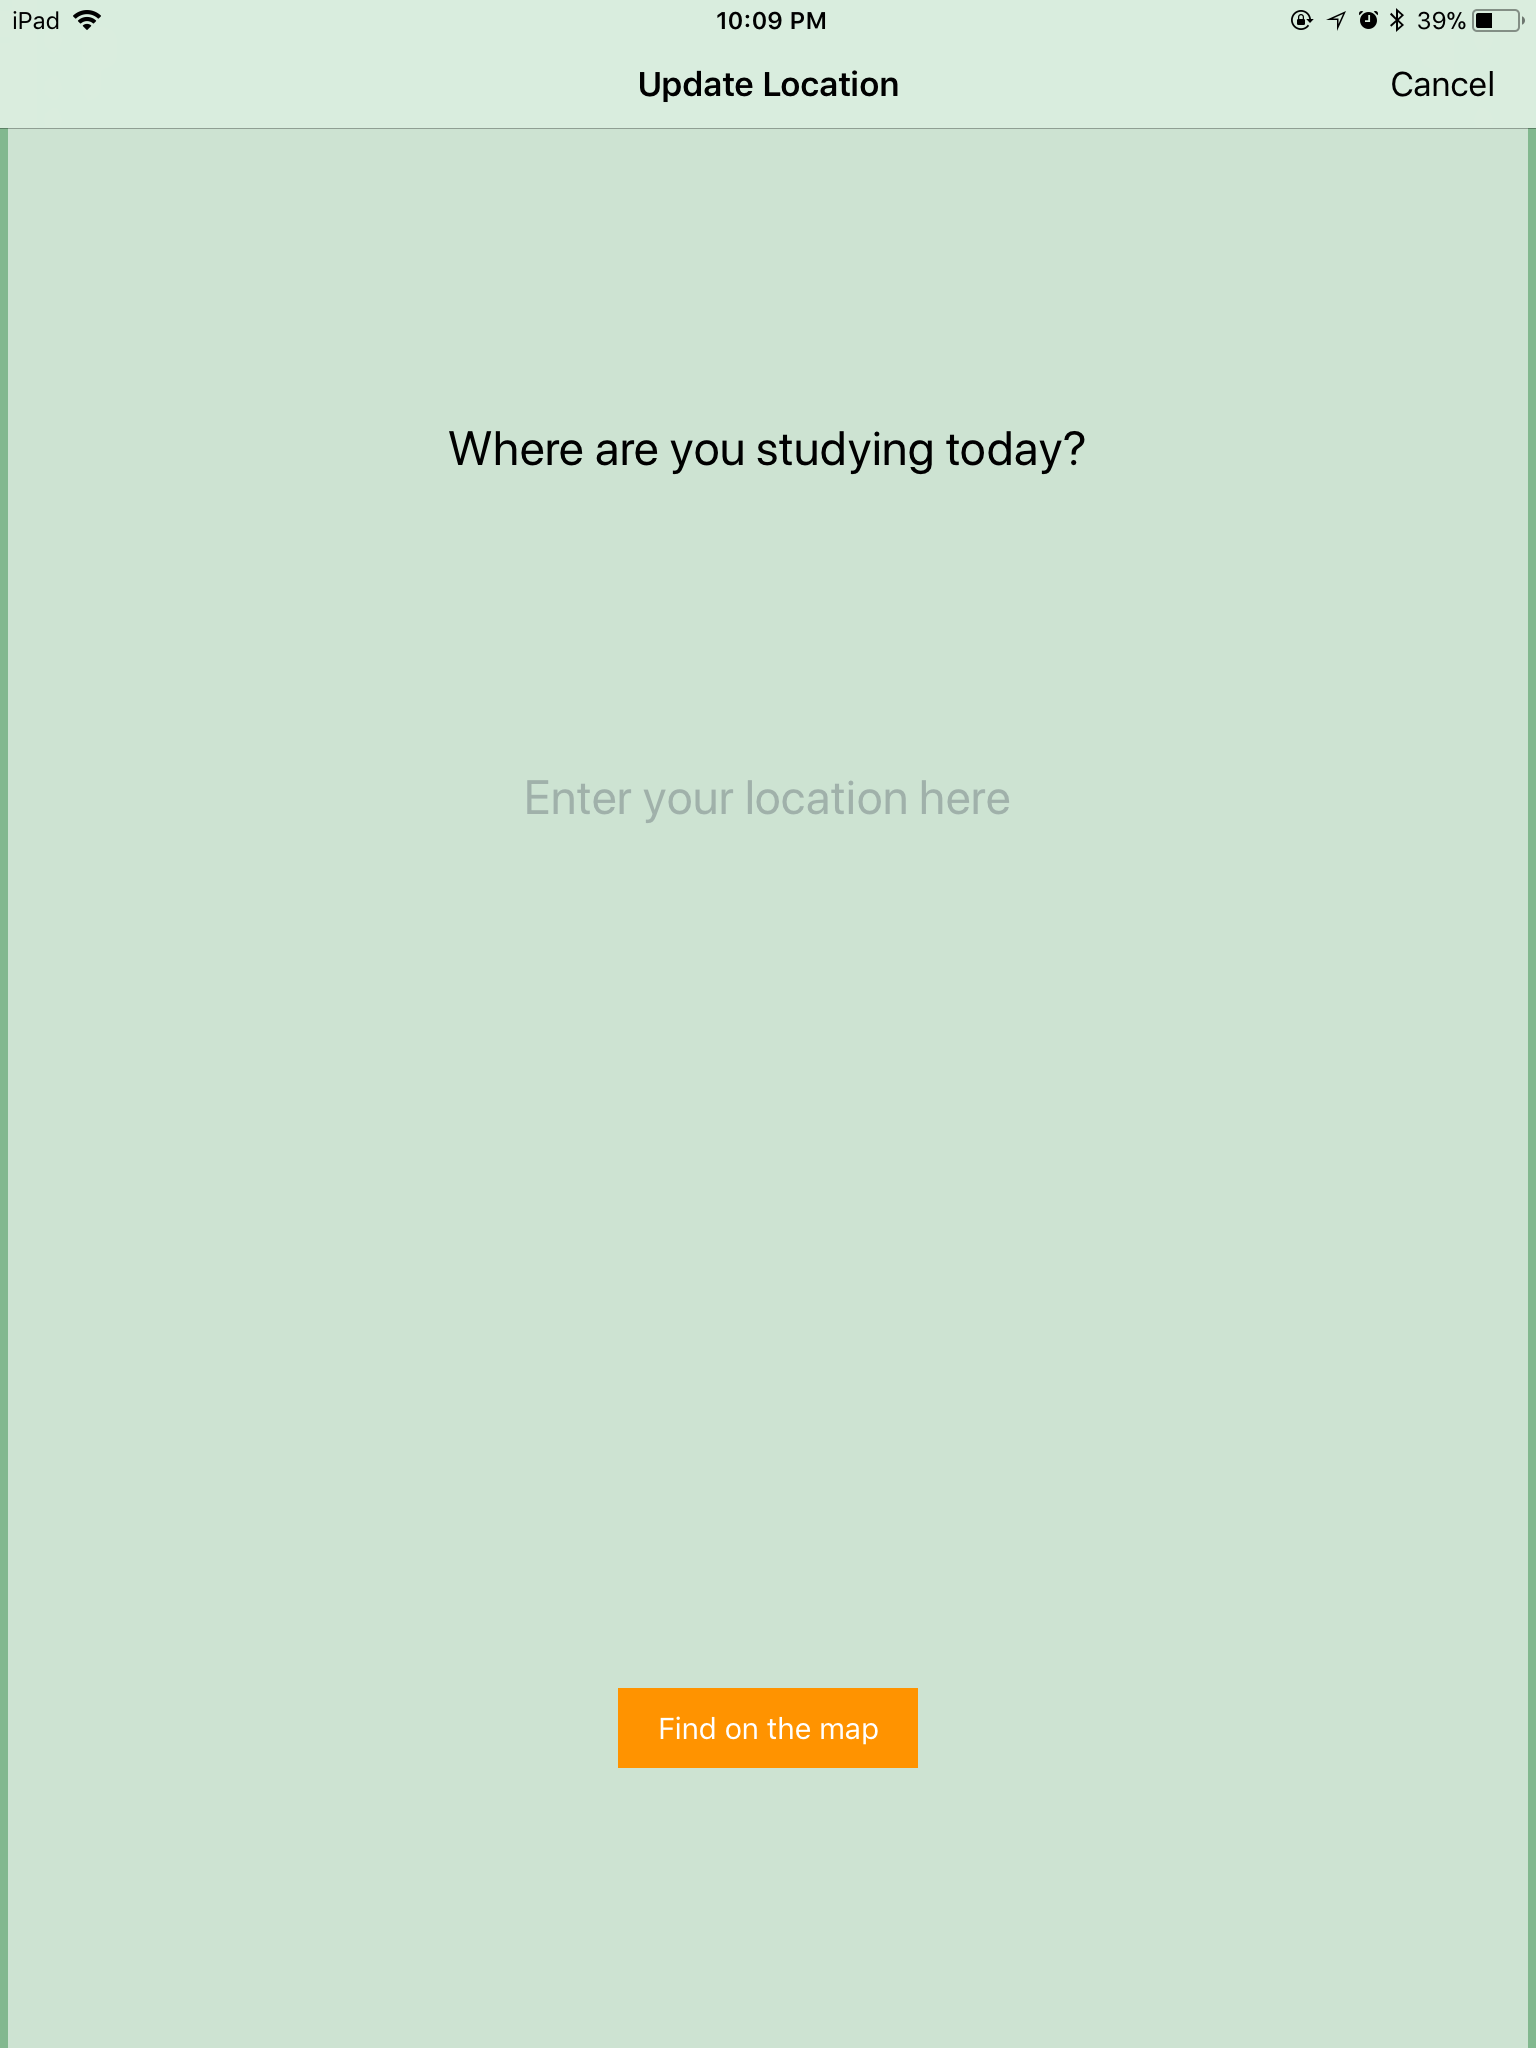 iPad 10:09 PM 39%
Update Location Cancel
Where are you studying today?
Enter your location here
Find on the map